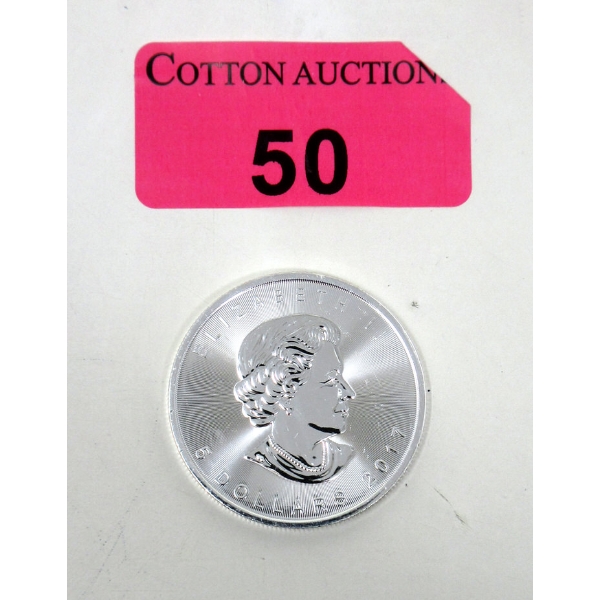 COTTON AUCTION
50
ELIZABETH II
5 DOLLARS 2017